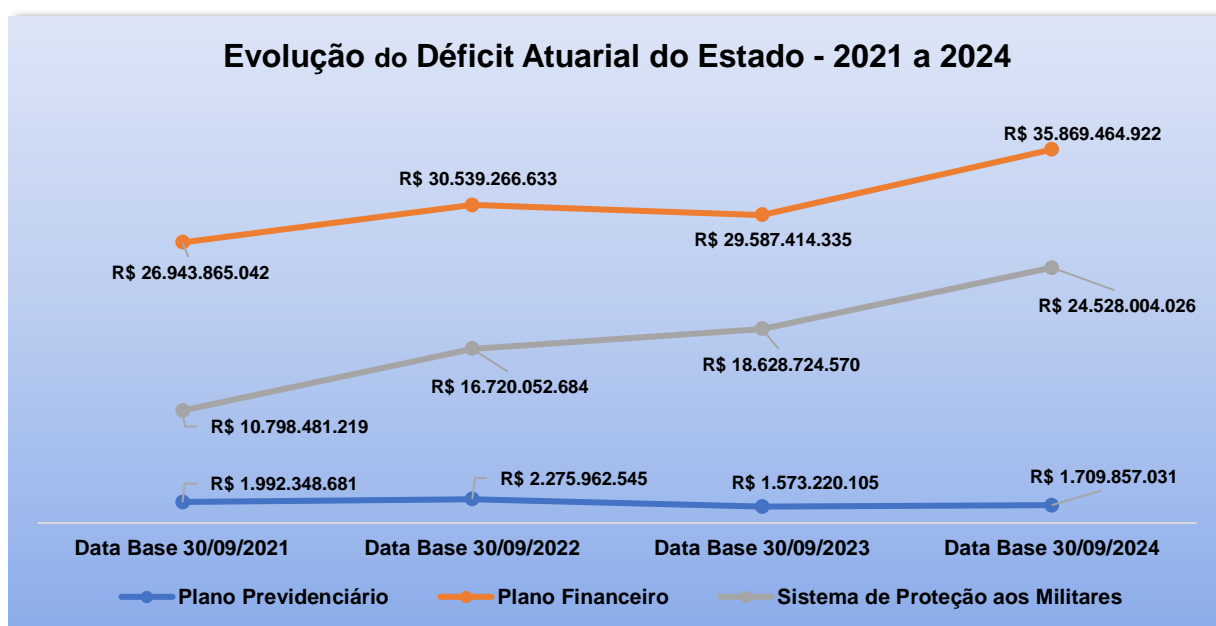 Evolução do Déficit Atuarial do Estado - 2021 a 2024
R$ 35.869.464.922
R$ 30.539.266.633
R$ 29.587.414.335
R$ 26.943.865.042
R$ 24.528.004.026
R$ 18.628.724.570
R$ 16.720.052.684
R$ 10.798.481.219
R$ 1.992.348.681
R$ 2.275.962.545
R$ 1.573.220.105
R$ 1.709.857.031
Data Base 30/09/2021
Data Base 30/09/2022
Data Base 30/09/2023
Data Base 30/09/2024
Plano Previdenciário
Plano Financeiro
Sistema de Proteção aos Militares